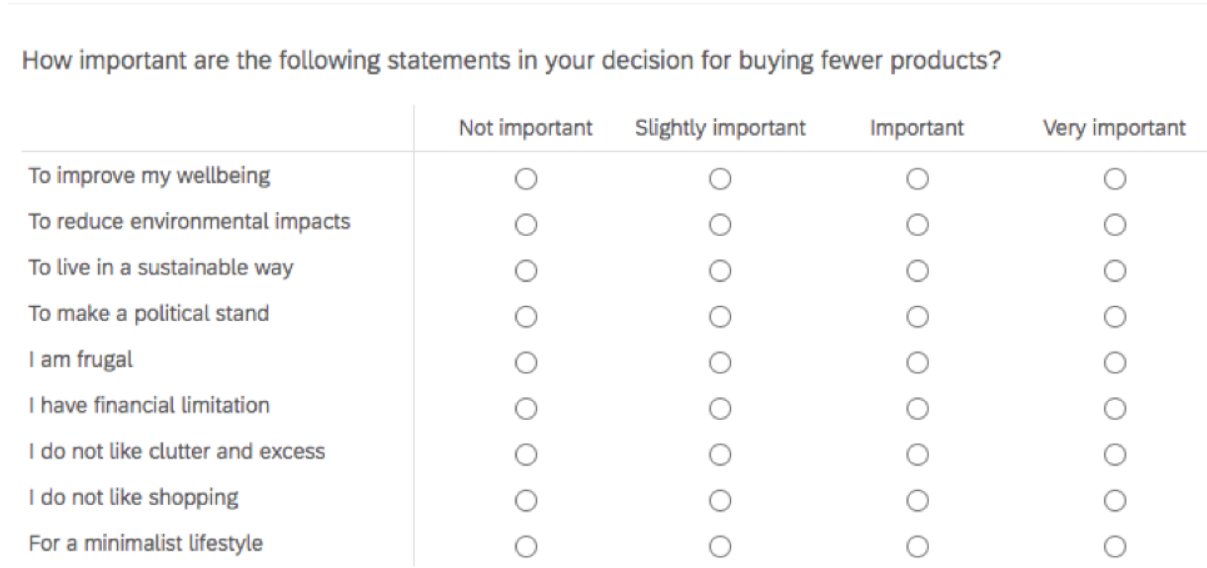 How important are the following statements in your decision for buying fewer products?
Not important Slightly important Important Very important
To improve my wellbeing
To reduce environmental impacts
To live in a sustainable way
To make a political stand
I am frugal
I have financial limitation
I do not like clutter and excess
I do not like shopping
For a minimalist lifestyle